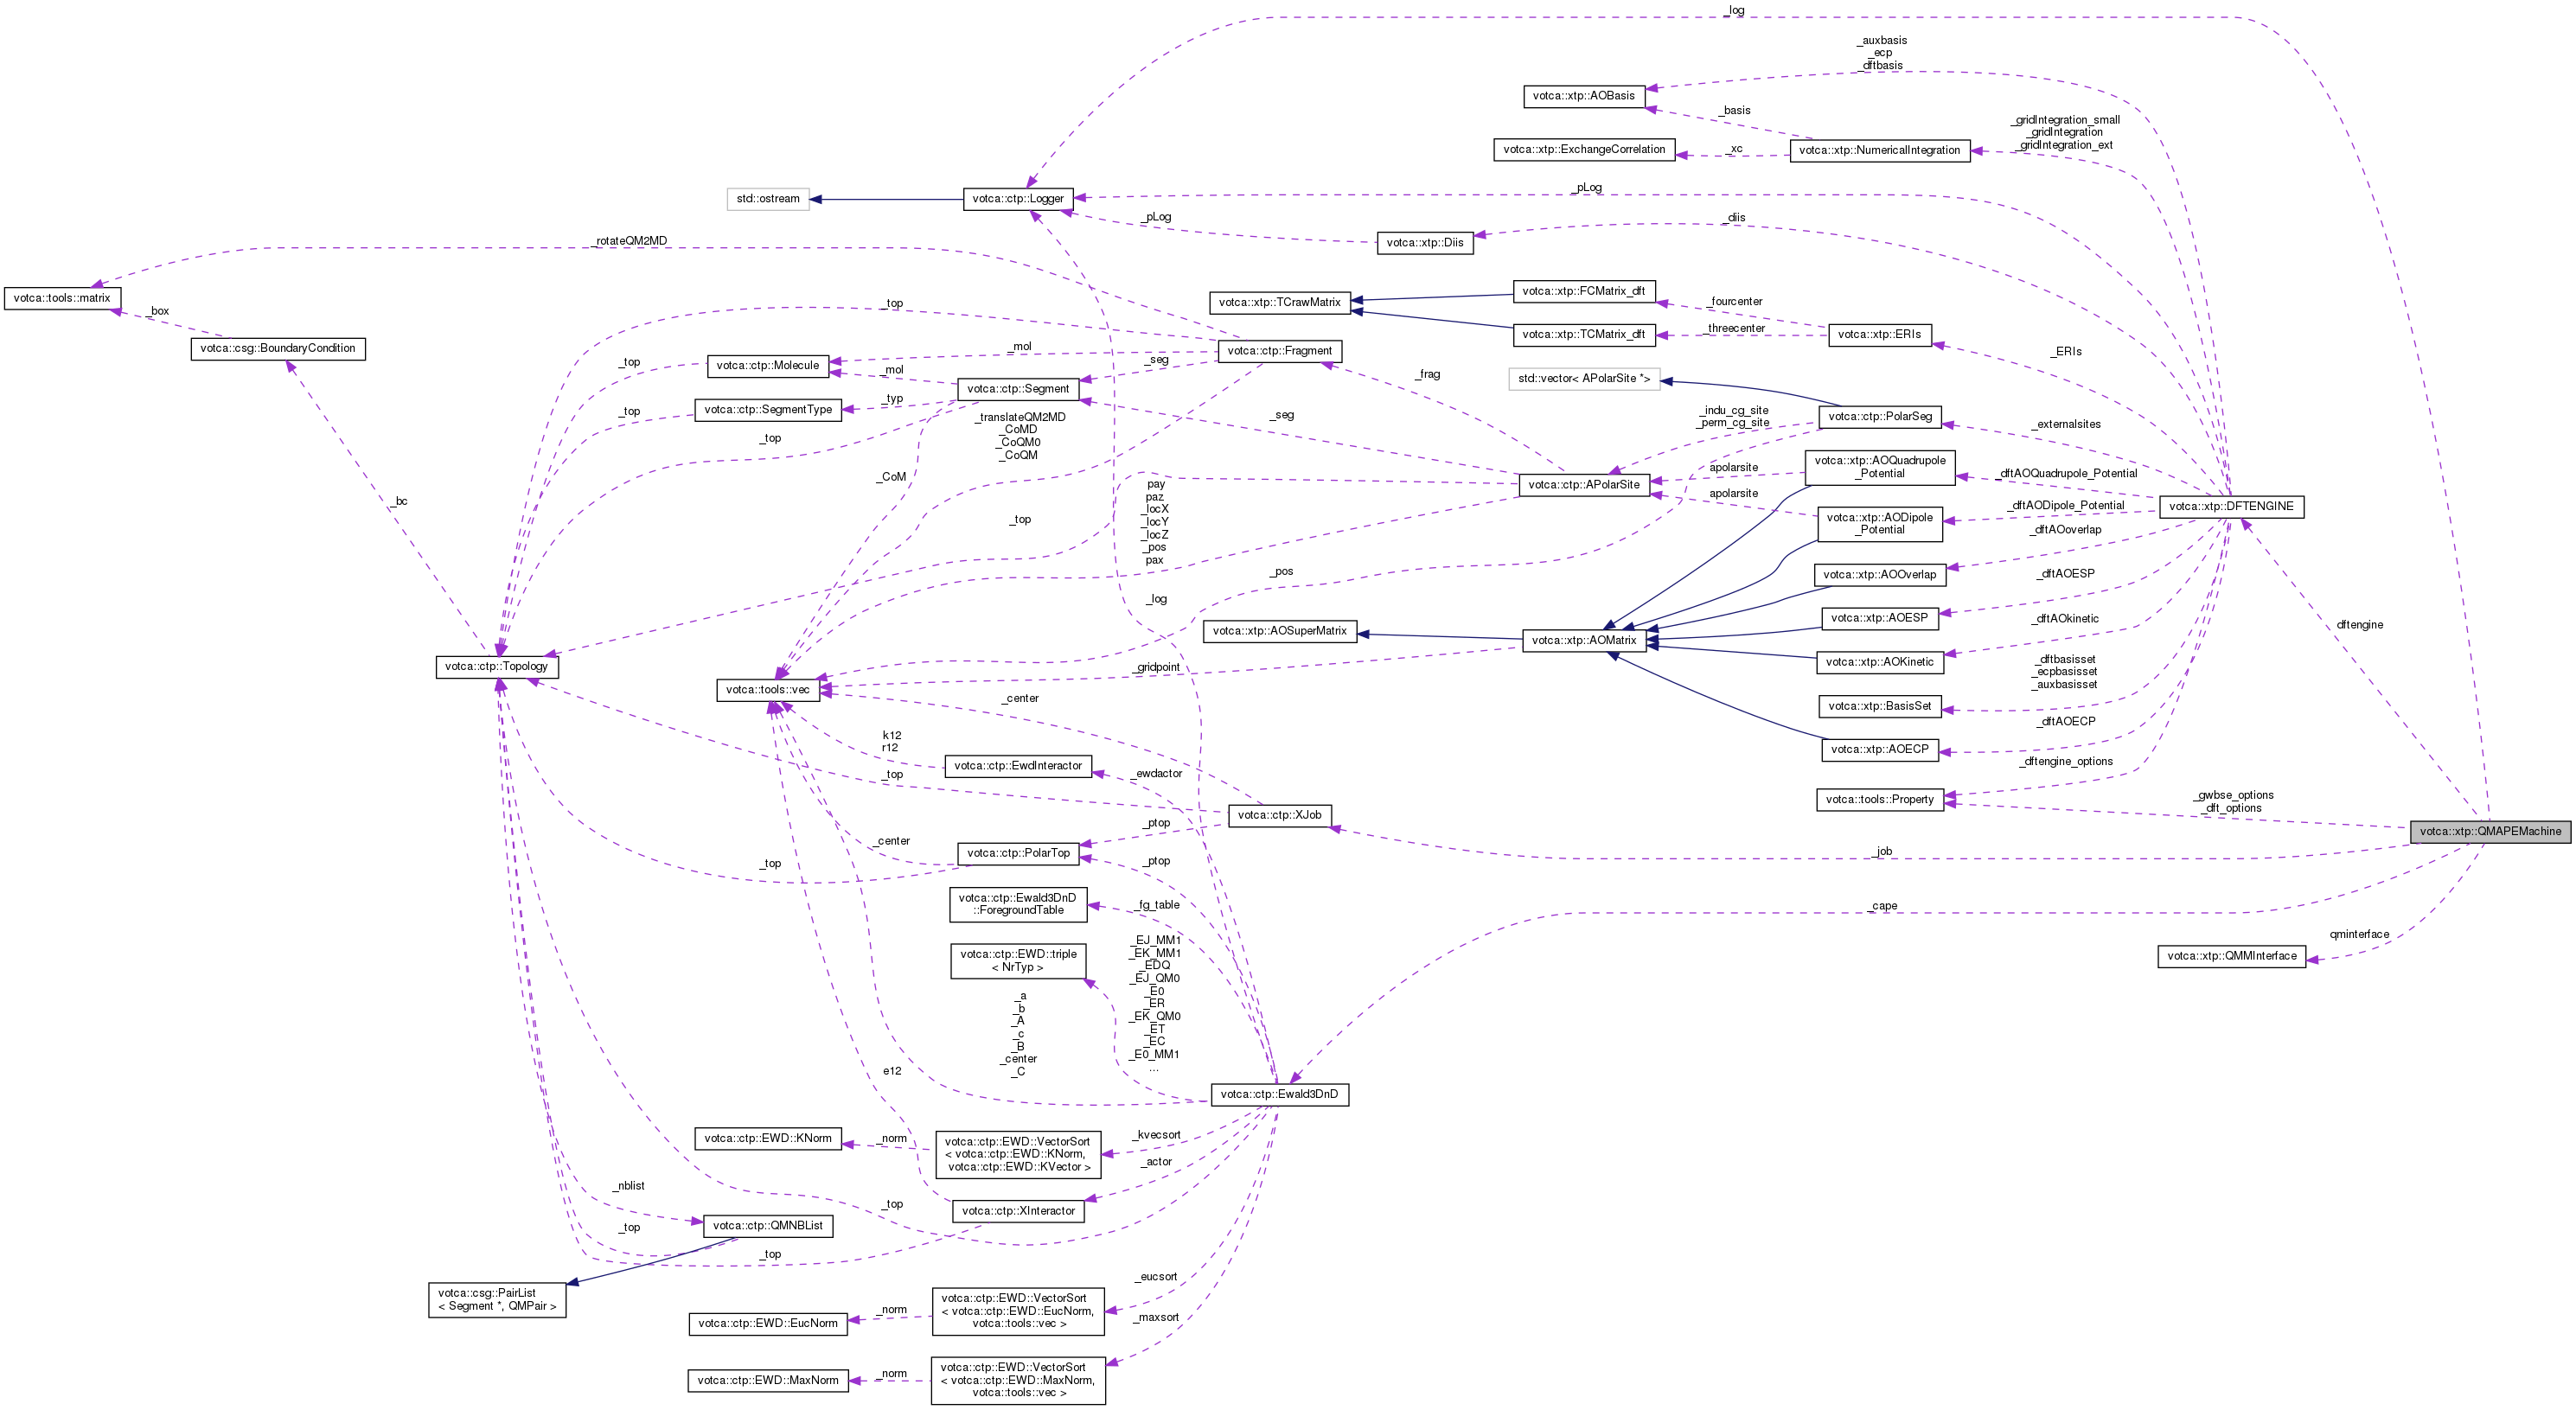 _log
_auxbasis
_ecp
_dftbasis
votca::xtp::AOBasis
_basis
_gridIntegration_small
_gridIntegration
_gridIntegration_ext
votca::xtp::ExchangeCorrelation
_xc
votca::xtp::NumericalIntegration
std::ostream
votca::ctp::Logger
_pLog
_pLog
_diis
votca::xtp::Diis
_rotateQM2MD
votca::tools::matrix
_box
votca::csg::BoundaryCondition
_top
votca::xtp::TCrawMatrix
votca::xtp::FCMatrix_dft
_fourcenter
votca::xtp::TCMatrix_dft
_threecenter
votca::xtp::ERIs
_ERIs
votca::ctp::Fragment
_mol
_top
votca::ctp::Molecule
_mol
_seg
votca::ctp::Segment
_frag
std::vector< APolarSite *>
_top
votca::ctp::SegmentType
_typ
_translateQM2MD
_CoMD
_CoQM0
_CoQM
_seg
_indu_cg_site
_perm_cg_site
votca::ctp::PolarSeg
_externalsites
_top
_CoM
votca::ctp::APolarSite
apolarsite
votca::xtp::AOQuadrupole
_Potential
_dftAOQuadrupole_Potential
_bc
_top
pay
paz
_locX
_locY
_locZ
_pos
pax
apolarsite
votca::xtp::AODipole
_Potential
_dftAODipole_Potential
votca::xtp::DFTENGINE
_dftAOoverlap
_pos
votca::xtp::AOOverlap
_dftAOESP
_log
votca::xtp::AOSuperMatrix
votca::xtp::AOMatrix
votca::xtp::AOESP
_dftAOkinetic
dftengine
votca::ctp::Topology
votca::tools::vec
_gridpoint
votca::xtp::AOKinetic
_dftbasisset
_ecpbasisset
_auxbasisset
_center
votca::xtp::BasisSet
k12
r12
_dftAOECP
votca::xtp::AOECP
votca::ctp::EwdInteractor
_top
_ewdactor
_dftengine_options
votca::tools::Property
_gwbse_options
_dft_options
votca::ctp::XJob
_ptop
votca::xtp::QMAPEMachine
_center
votca::ctp::PolarTop
_top
_ptop
_job
votca::ctp::Ewald3DnD
::ForegroundTable
_fg_table
_cape
votca::ctp::EWD::triple
< NrTyp >
_EJ_MM1
_EK_MM1
_EDQ
_EJ_QM0
_E0
_ER
_EK_QM0
_ET
_EC
_E0_MM1
...
qminterface
votca::xtp::QMMInterface
_a
_b
_A
_c
_B
_center
_C
e12
votca::ctp::Ewald3DnD
votca::ctp::EWD::KNorm
_norm
votca::ctp::EWD::VectorSort
< votca::ctp::EWD::KNorm,
votca::ctp::EWD::KVector >
_kvecsort
_actor
_nblist
_top
votca::ctp::XInteractor
votca::ctp::QMNBList
_top
_top
votca::csg::PairList
< Segment *, QMPair >
_eucsort
votca::ctp::EWD::EucNorm
_norm
votca::ctp::EWD::VectorSort
< votca::ctp::EWD::EucNorm,
votca::tools::vec >
_maxsort
votca::ctp::EWD::MaxNorm
_norm
votca::ctp::EWD::VectorSort
< votca::ctp::EWD::MaxNorm,
votca::tools::vec >